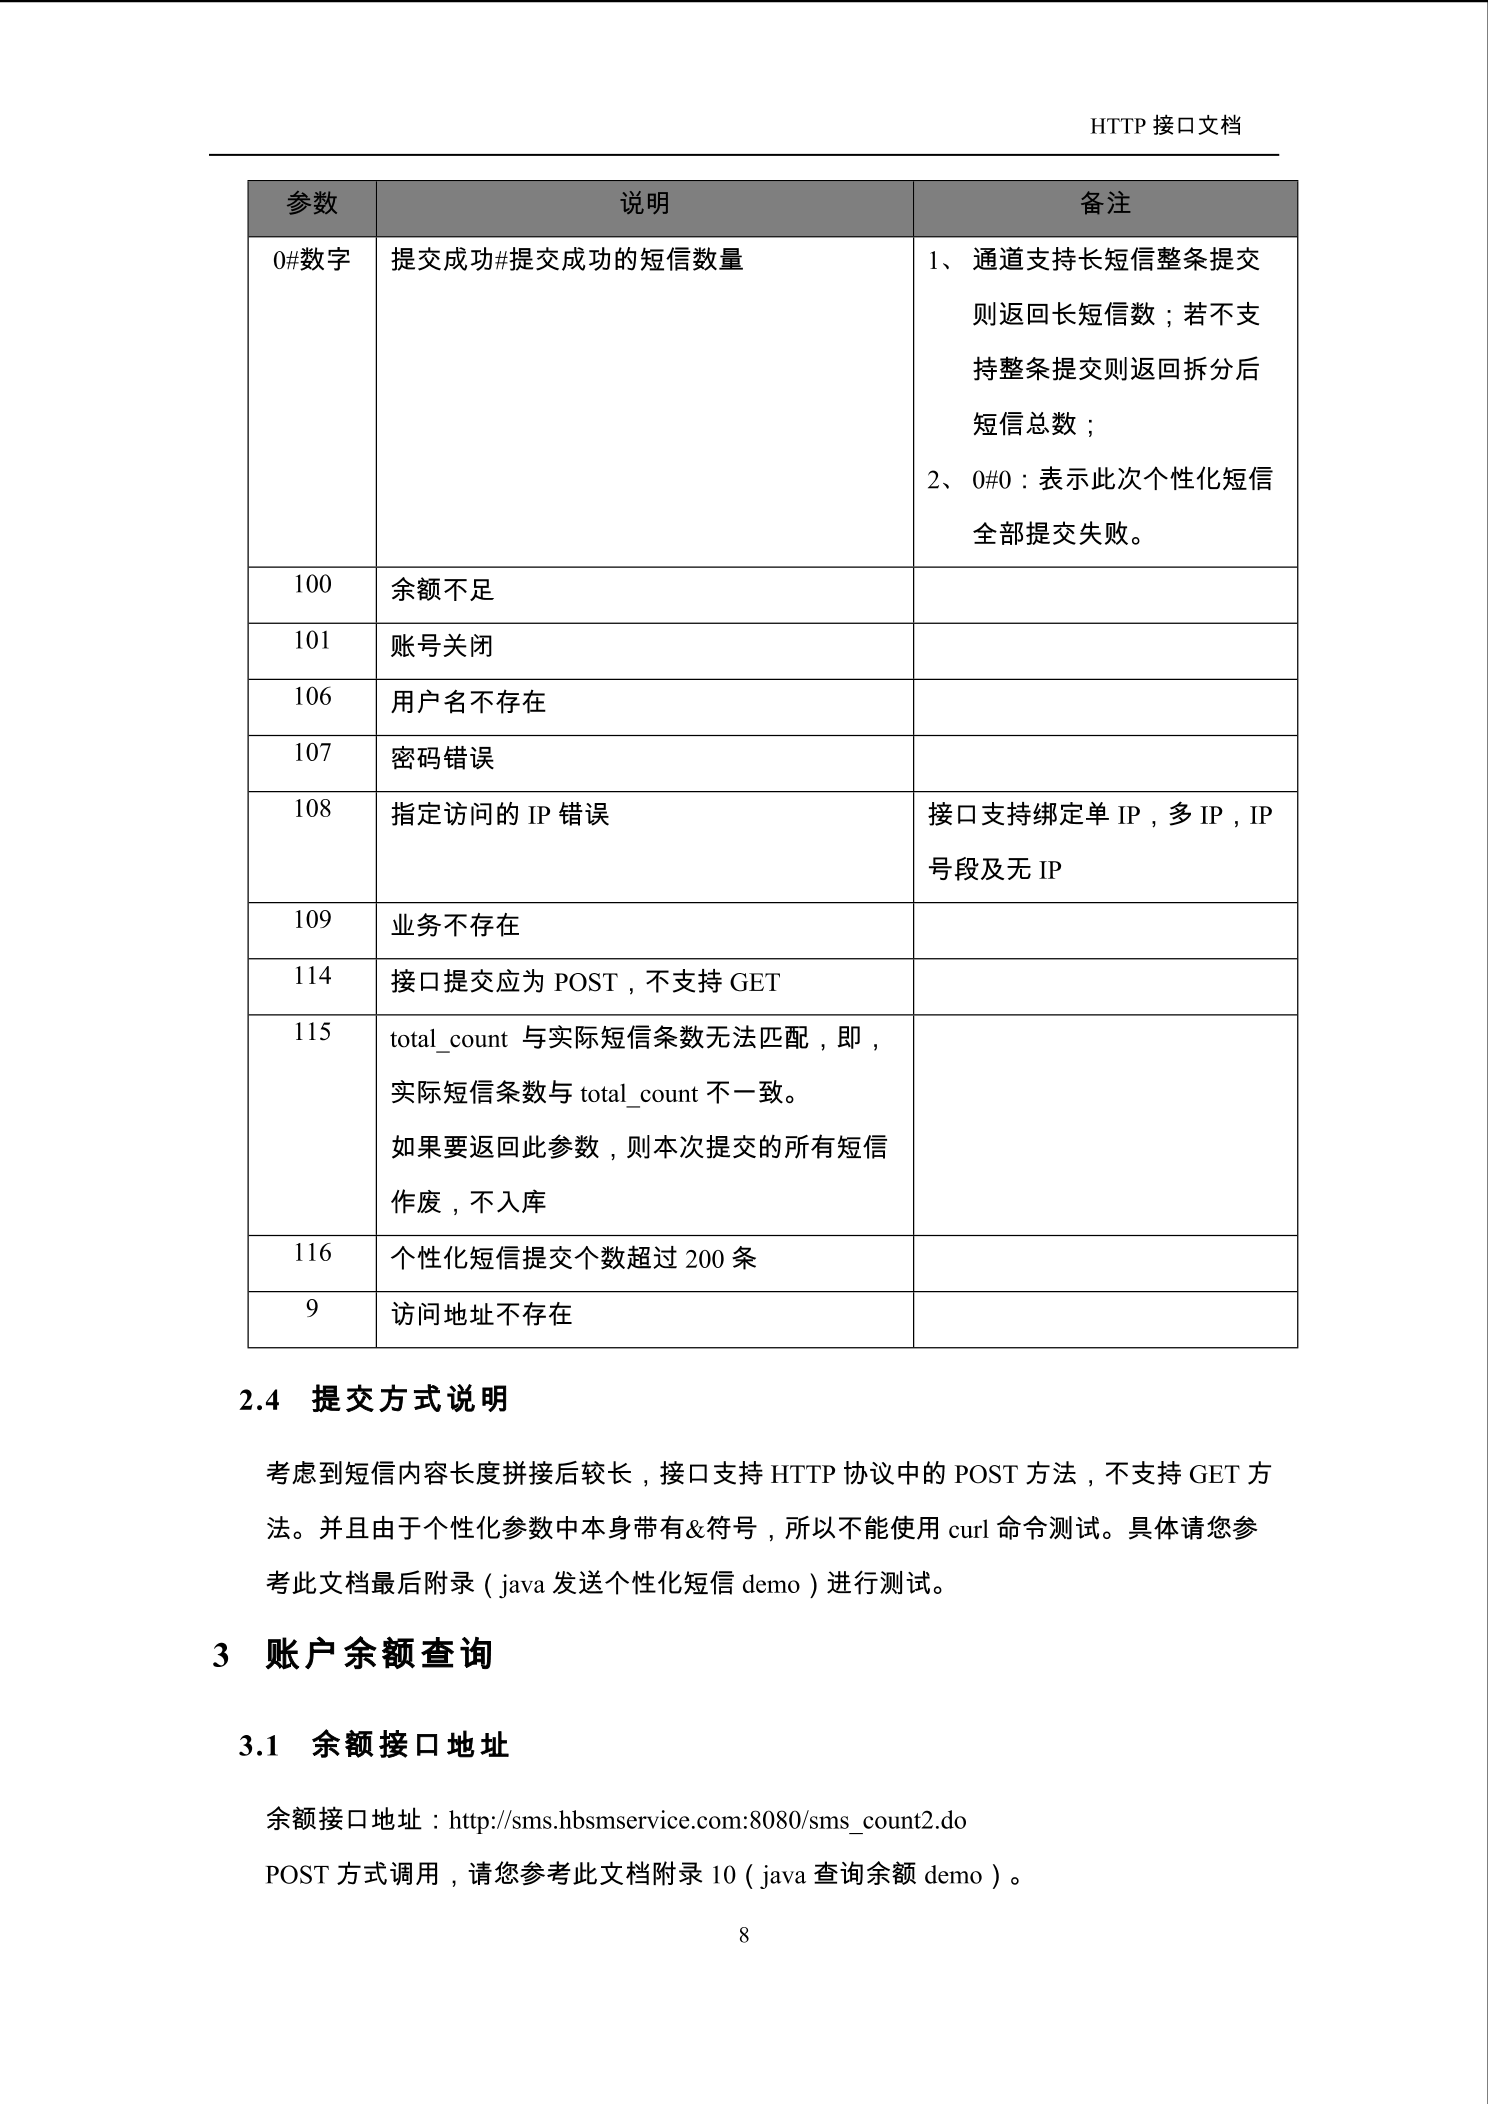 HTTP 接口文档
参数 说明 备注
0#数字 提交成功#提交成功的短信数量 1、 通道支持长短信整条提交
则返回长短信数；若不支
持整条提交则返回拆分后
短信总数；
2、 0#0：表示此次个性化短信
全部提交失败。
100 余额不足
101 账号关闭
106 用户名不存在
107 密码错误
108 指定访问的 IP 错误 接口支持绑定单 IP，多 IP，IP
号段及无 IP
109 业务不存在
114 接口提交应为 POST，不支持 GET
115 total_count 与实际短信条数无法匹配，即，
实际短信条数与 total_count 不一致。
如果要返回此参数，则本次提交的所有短信
作废，不入库
116 个性化短信提交个数超过 200 条
9 访问地址不存在
2.4 提交方式说明
考虑到短信内容长度拼接后较长，接口支持 HTTP 协议中的 POST 方法，不支持 GET 方
法。并且由于个性化参数中本身带有&符号，所以不能使用 curl 命令测试。具体请您参
考此文档最后附录（java 发送个性化短信 demo）进行测试。
3 账户余额查询
3.1 余额接口地址
余额接口地址：http://sms.hbsmservice.com:8080/sms_count2.do
POST 方式调用，请您参考此文档附录 10（java 查询余额 demo）。
8